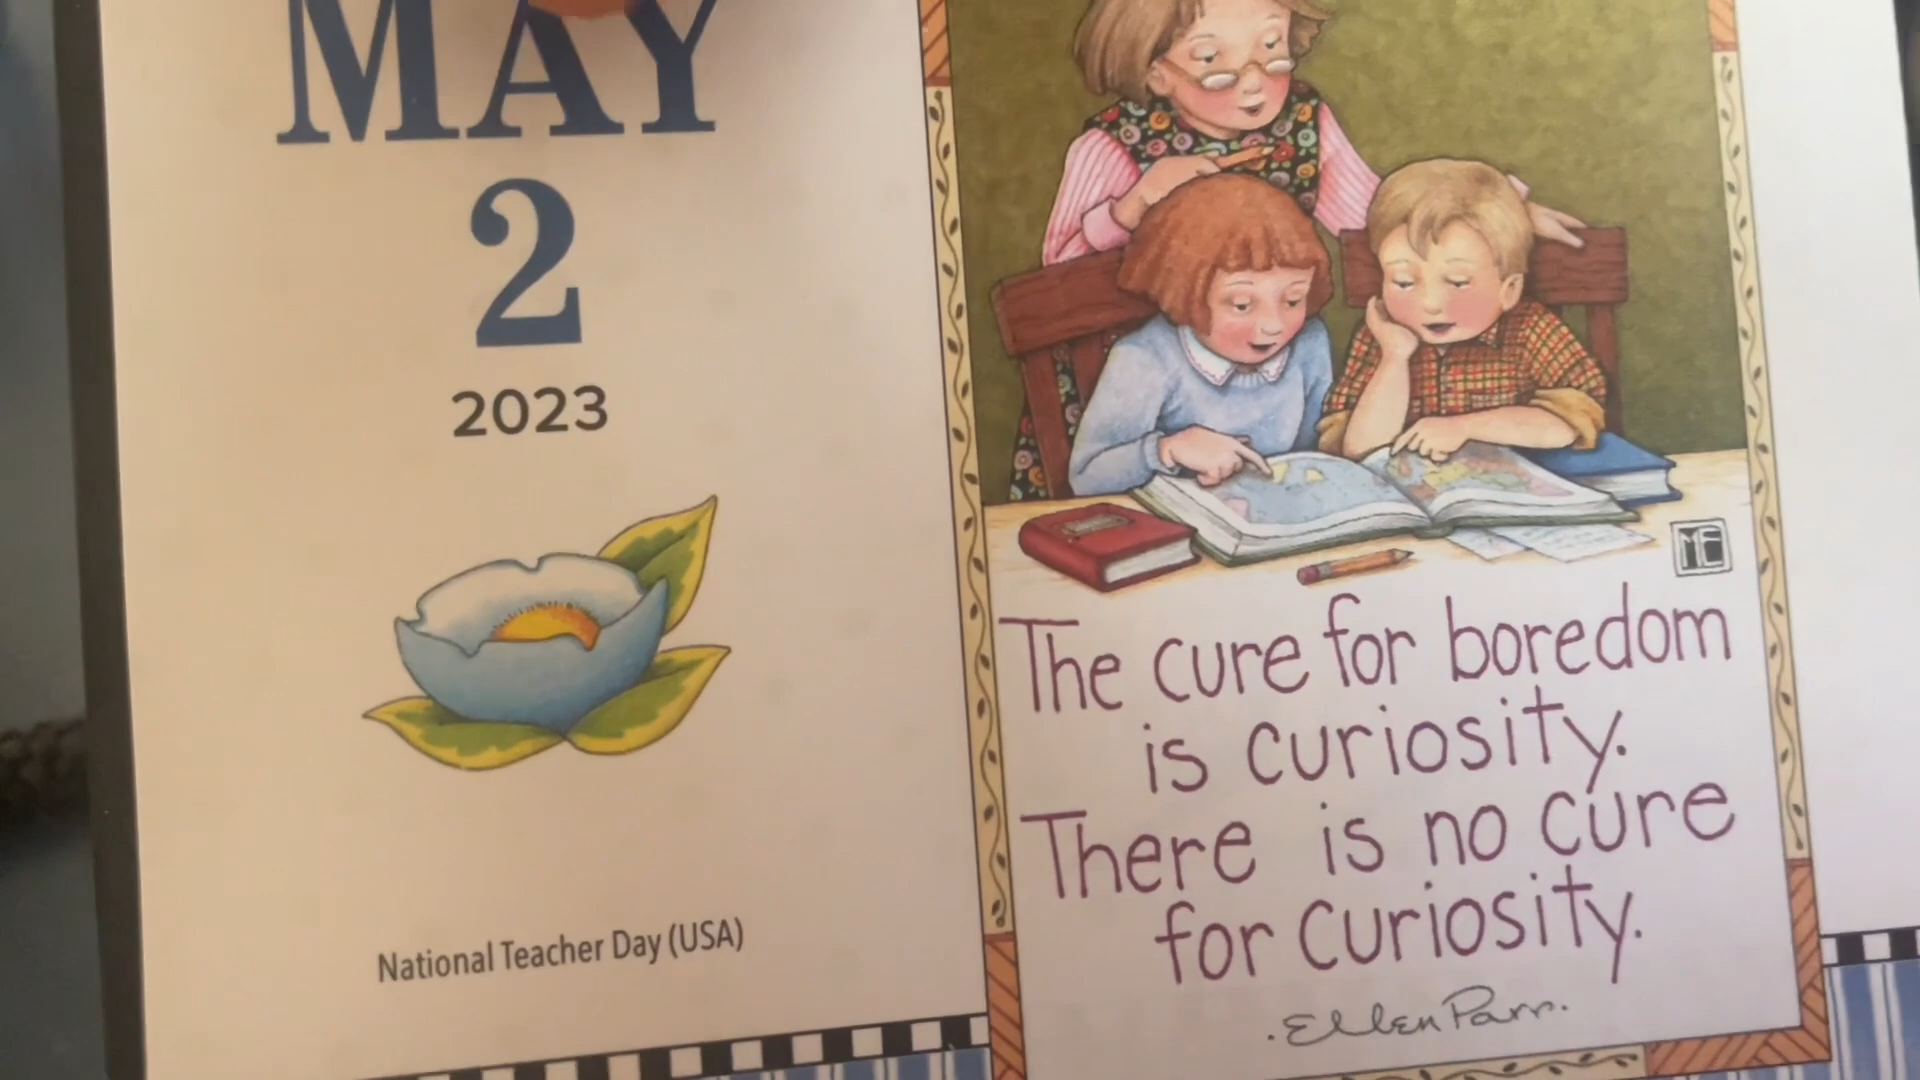 MAY
2
2023
National Teacher Day (USA)
ME
The cure for boredom
is curiosity.
There is no cure
for curiosity.
.Ellen Parr.